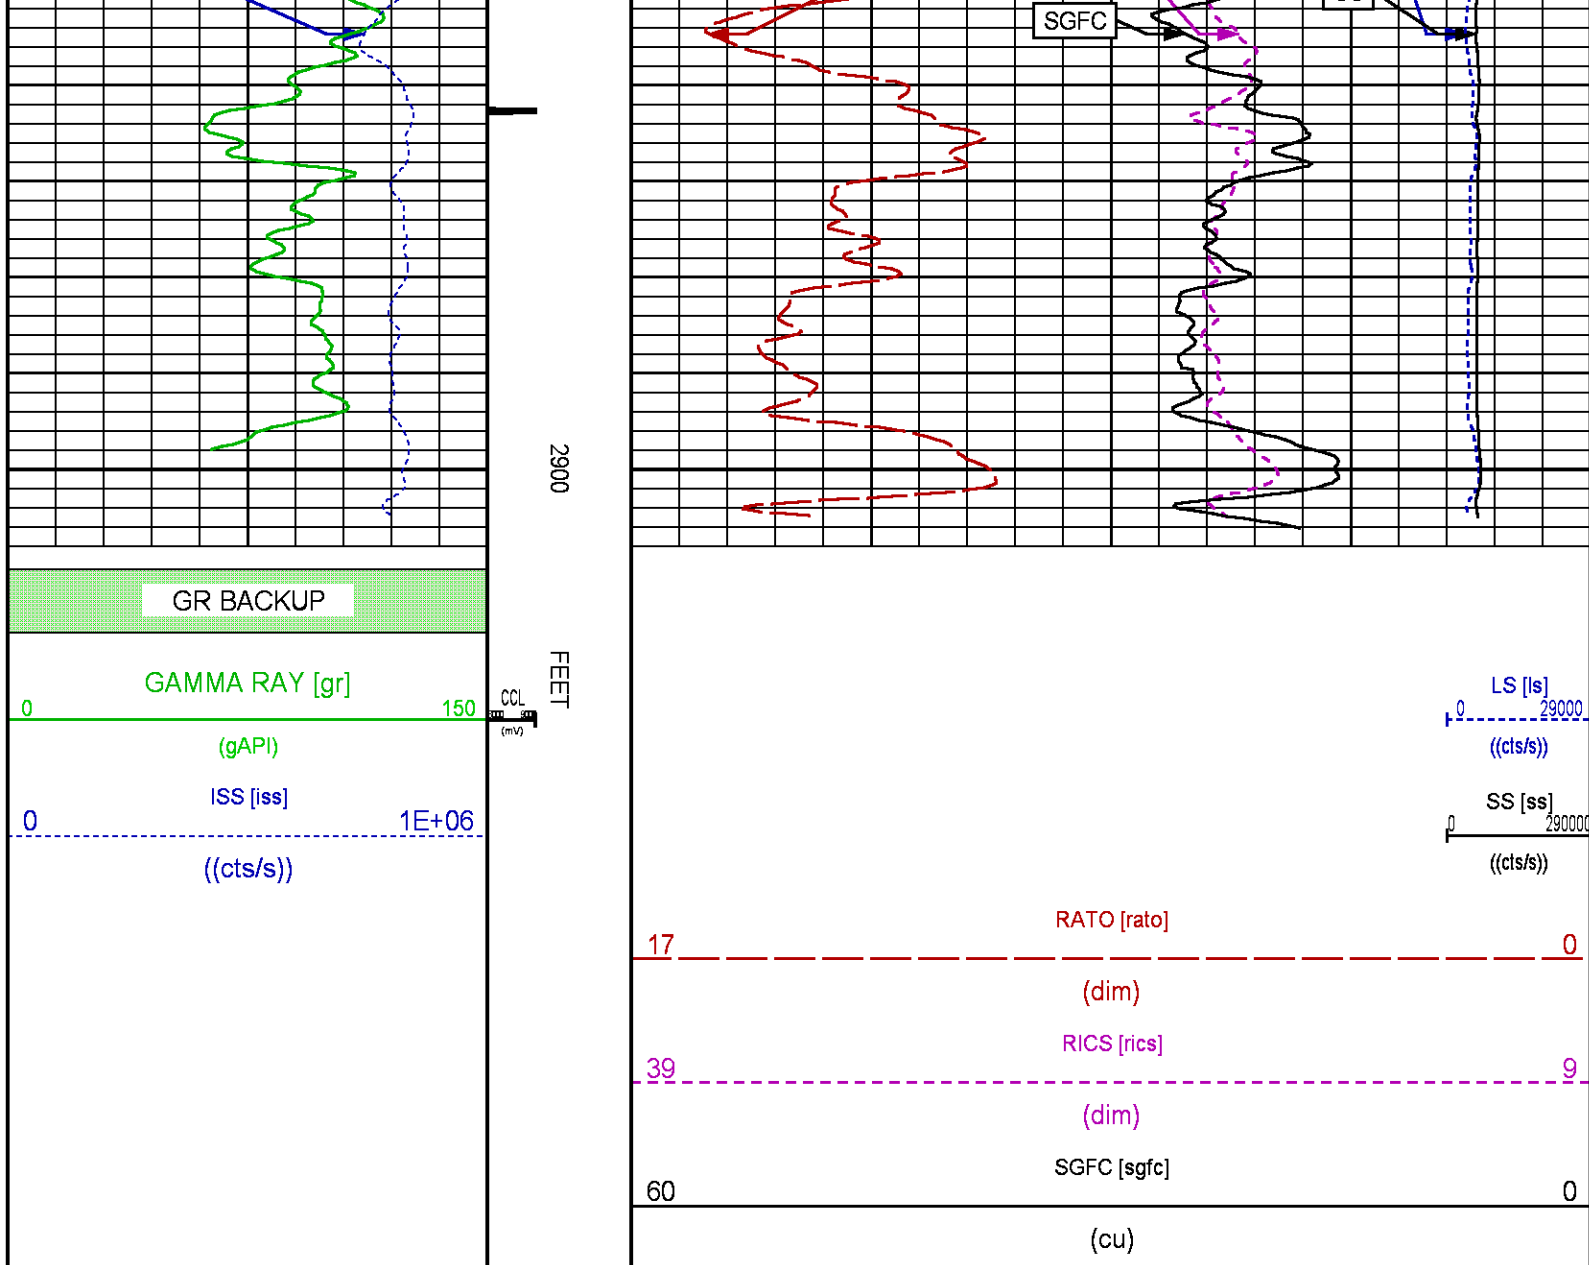 SGFC
2900
GR BACKUP
FEET
GAMMA RAY [gr]
0 150
(gAPI)
CCL
(mV)
ISS [iss]
0 1E+06
((cts/s))
LS [ls]
0 29000
((cts/s))
SS [ss]
0 290000
((cts/s))
RATO [rato]
17 0
(dim)
RICS [rics]
39 9
(dim)
SGFC [sgfc]
60 0
(cu)